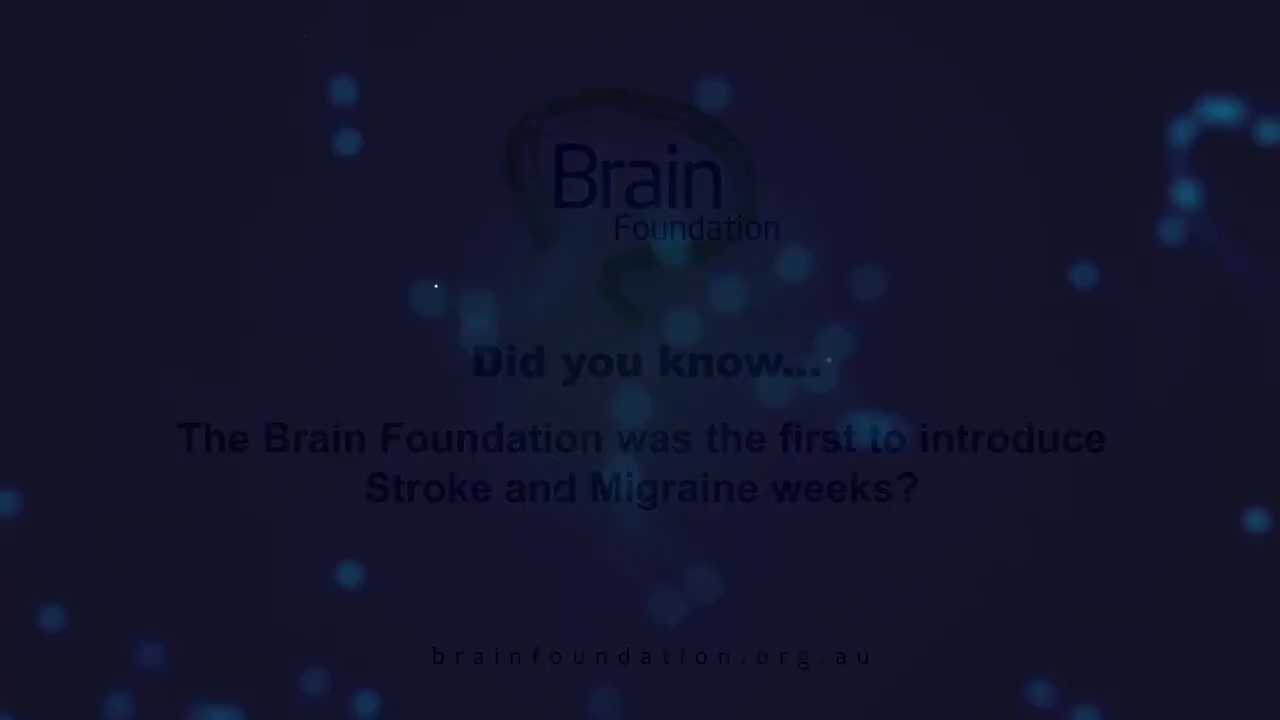 Brain
Foundation
Did you know...
The Brain Foundation was the first to introduce
Stroke and Migraine weeks?
brainfoundation.org.au